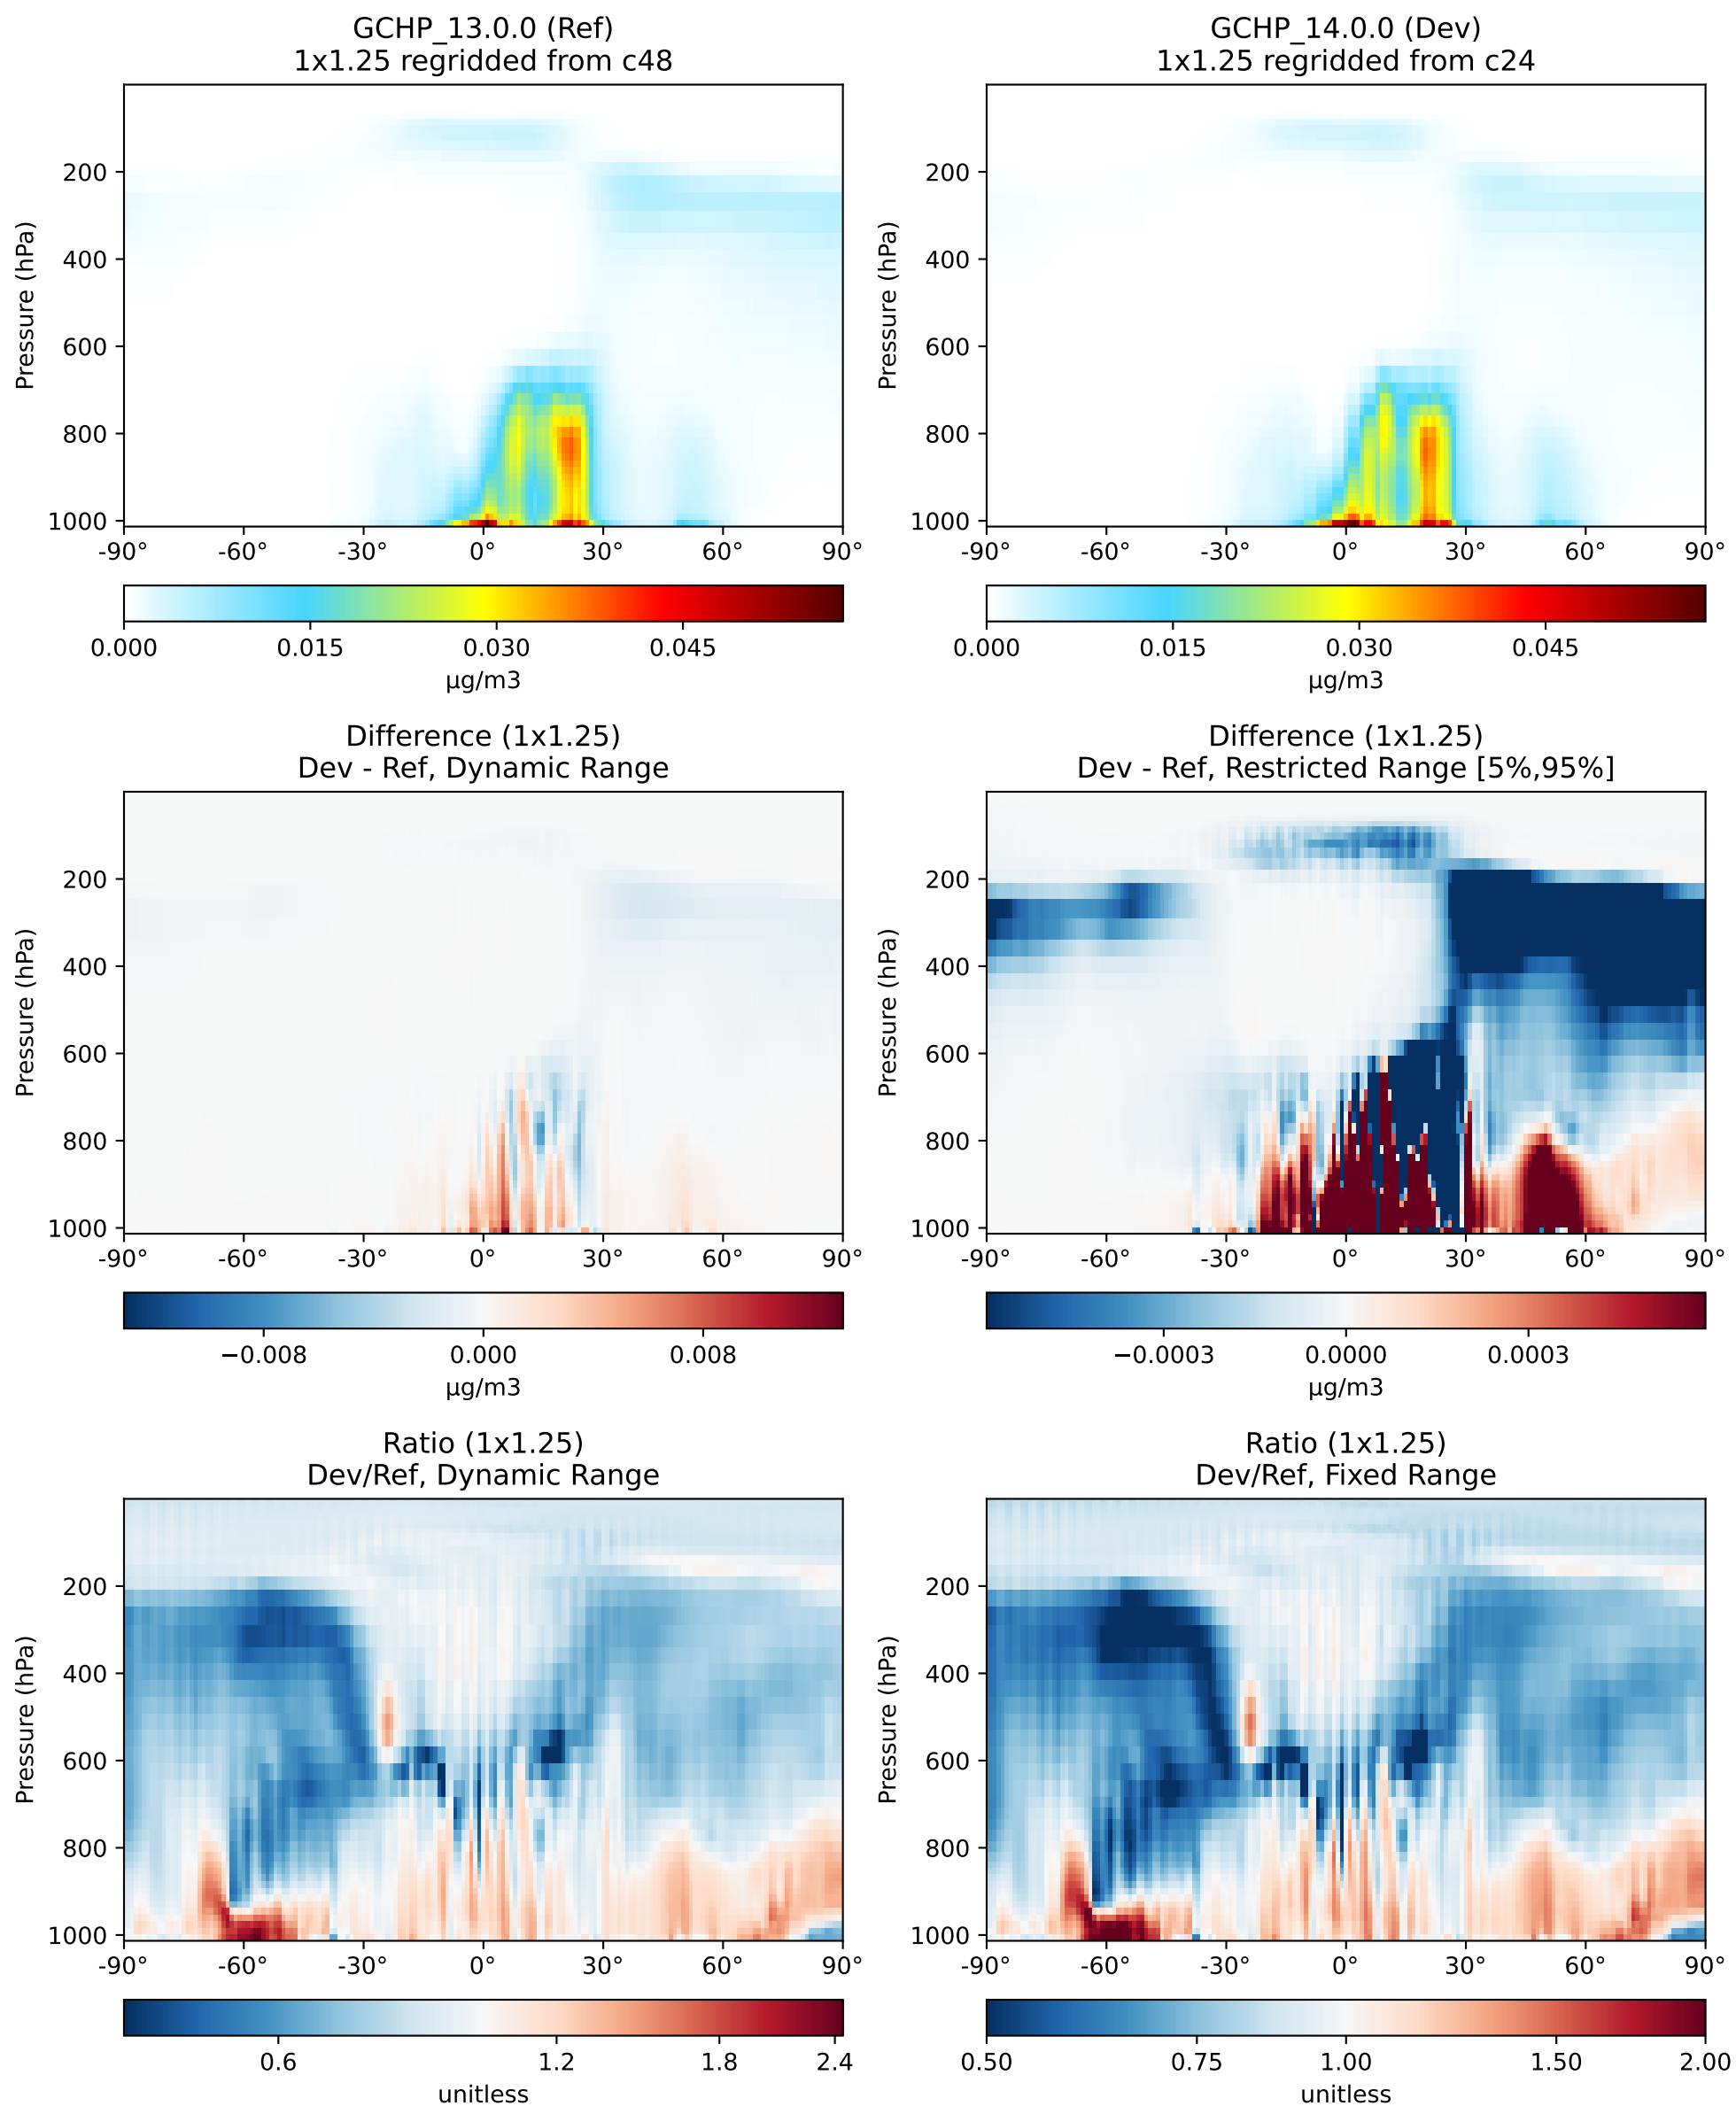 GCHP_13.0.0 (Ref)
1x1.25 regridded from c48
Pressure (hPa)
200
400
600
800
1000
-90° -60° -30° 0° 30° 60° 90°
0.000 0.015 0.030 0.045
μg/m3
GCHP_14.0.0 (Dev)
1x1.25 regridded from c24
Pressure (hPa)
200
400
600
800
1000
-90° -60° -30° 0° 30° 60° 90°
0.000 0.015 0.030 0.045
μg/m3
Difference (1x1.25)
Dev - Ref, Dynamic Range
Pressure (hPa)
200
400
600
800
1000
-90° -60° -30° 0° 30° 60° 90°
−0.008 0.000 0.008
μg/m3
Difference (1x1.25)
Dev - Ref, Restricted Range [5%,95%]
Pressure (hPa)
200
400
600
800
1000
-90° -60° -30° 0° 30° 60° 90°
−0.0003 0.0000 0.0003
μg/m3
Ratio (1x1.25)
Dev/Ref, Dynamic Range
Pressure (hPa)
200
400
600
800
1000
-90° -60° -30° 0° 30° 60° 90°
0.6 1.2 1.8 2.4
unitless
Ratio (1x1.25)
Dev/Ref, Fixed Range
Pressure (hPa)
200
400
600
800
1000
-90° -60° -30° 0° 30° 60° 90°
0.50 0.75 1.00 1.50 2.00
unitless